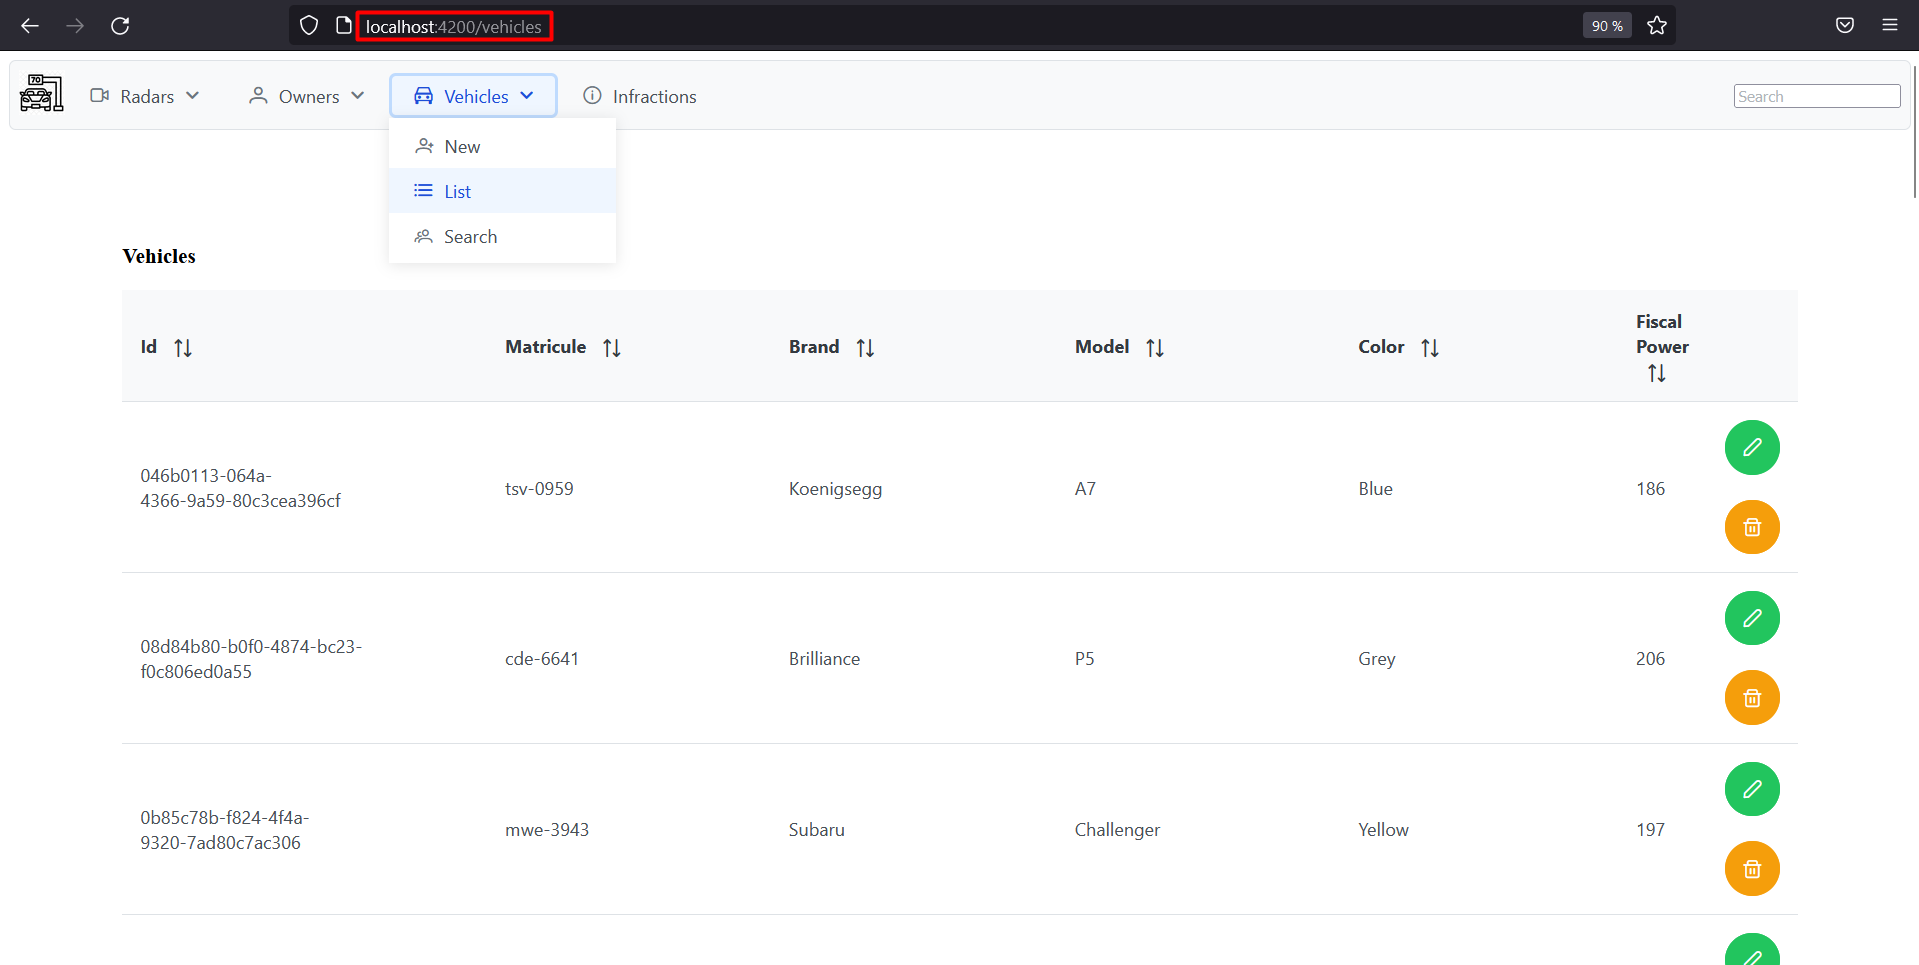 localhost:4200/vehicles
90 %
70
Radars
Owners
Vehicles
Infractions
Search
New
List
Search
Vehicles
Id
Matricule
Brand
Model
Color
Fiscal
Power
046b0113-064a-
4366-9a59-80c3cea396cf
tsv-0959
Koenigsegg
A7
Blue
186
08d84b80-b0f0-4874-bc23-
f0c806ed0a55
cde-6641
Brilliance
P5
Grey
206
0b85c78b-f824-4f4a-
9320-7ad80c7ac306
mwe-3943
Subaru
Challenger
Yellow
197